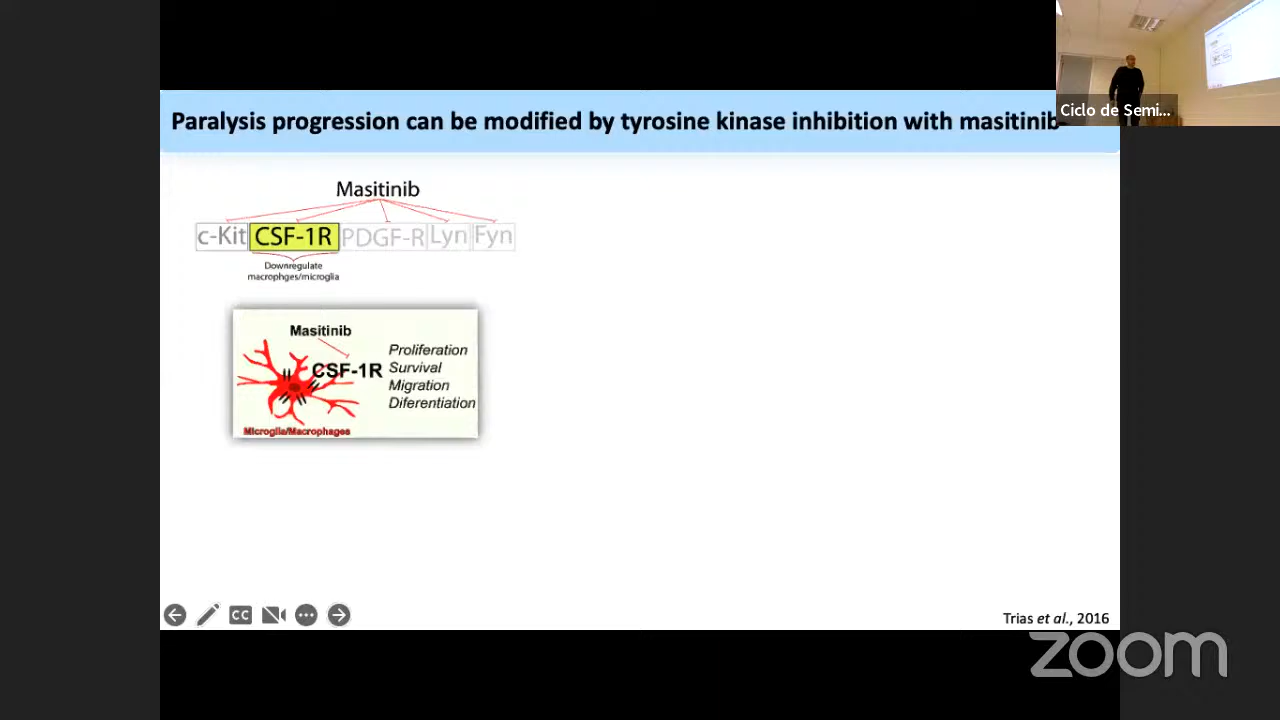 Paralysis progression can be modified by tyrosine kinase inhibition with masitinib
Ciclo de Semi...
Masitinib
c-Kit CSF-1R PDGF-R Lyn Fyn
Downregulate
macrophges/microglia
Masitinib
CSF-1R
Proliferation
Survival
Migration
Diferentiation
Microglia/Macrophages
CC
Trias et al., 2016
zoom